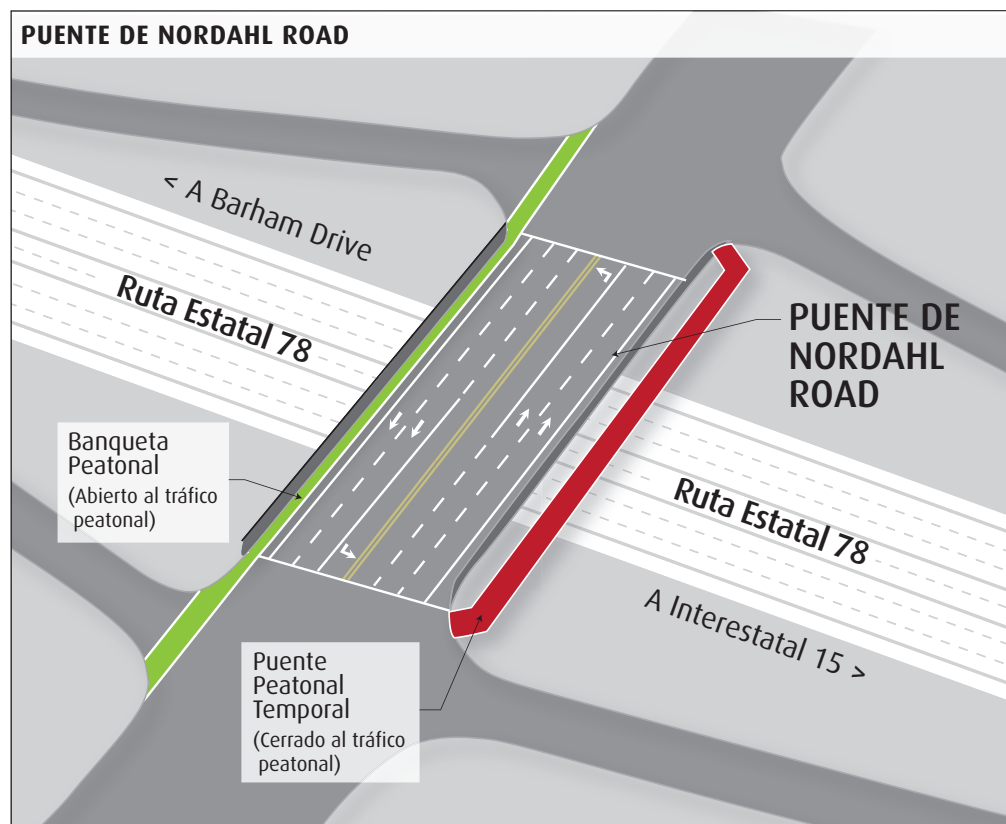 PUENTE DE NORDAHL ROAD
< A Barham Drive
Ruta Estatal 78
PUENTE DE
NORDAHL
ROAD
Banqueta
Peatonal
(Abierto al tráfico
peatonal)
Ruta Estatal 78
A Interestatal 15 >
Puente
Peatonal
Temporal
(Cerrado al tráfico
peatonal)